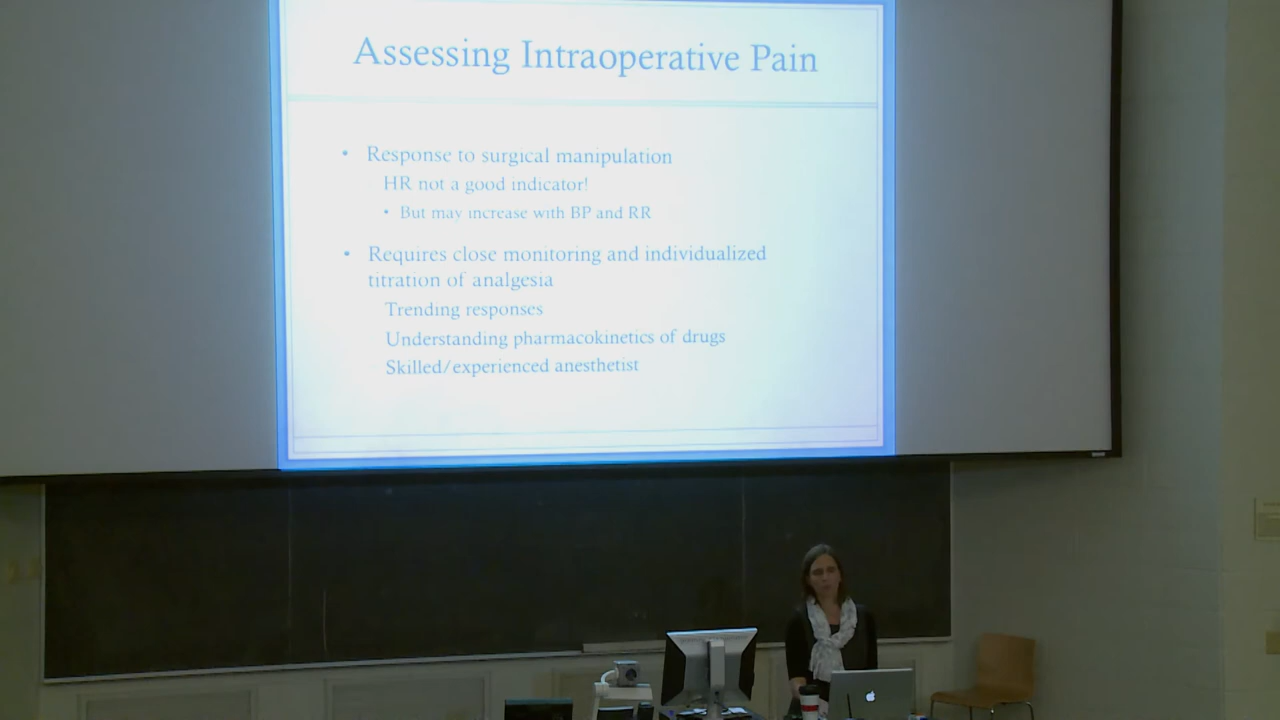 Assessing Intraoperative Pain
• Response to surgical manipulation
HR not a good indicator!
• But may increase with BP and RR
• Requires close monitoring and individualized
titration of analgesia
Trending responses
Understanding pharmacokinetics of drugs
Skilled/experienced anesthetist